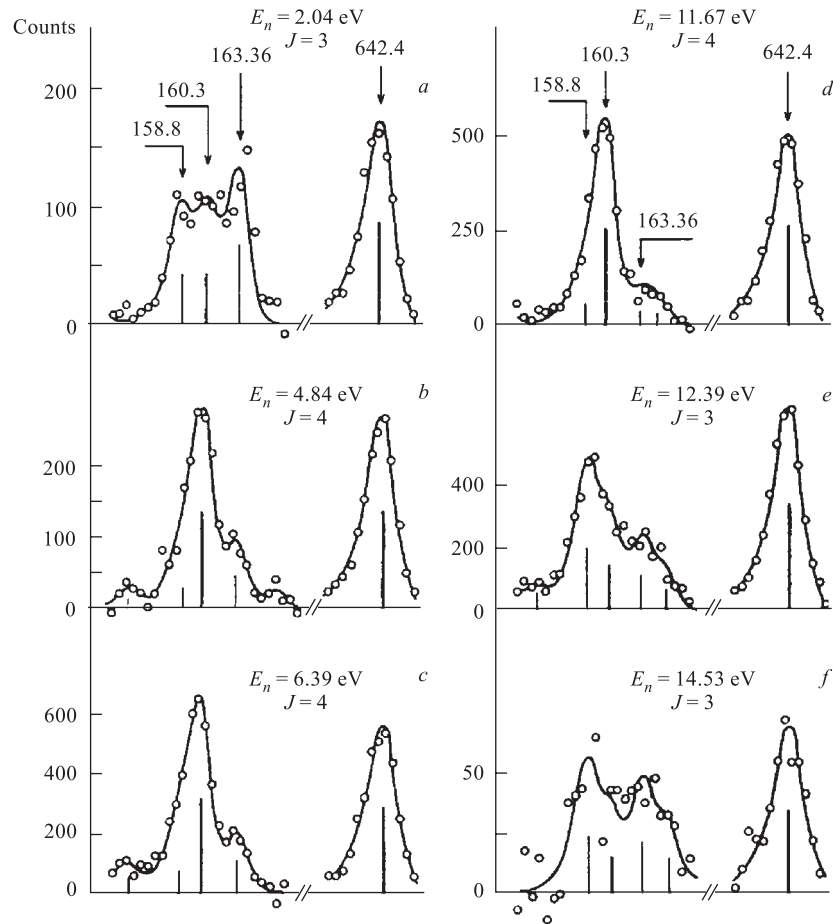 Counts
E_n = 2.04 eV
J = 3
a
163.36
642.4
160.3
158.8
200
100
0
E_n = 4.84 eV
J = 4
b
200
100
0
E_n = 6.39 eV
J = 4
c
600
400
200
0
E_n = 11.67 eV
J = 4
d
160.3
642.4
158.8
163.36
500
250
0
E_n = 12.39 eV
J = 3
e
400
200
0
E_n = 14.53 eV
J = 3
f
50
0